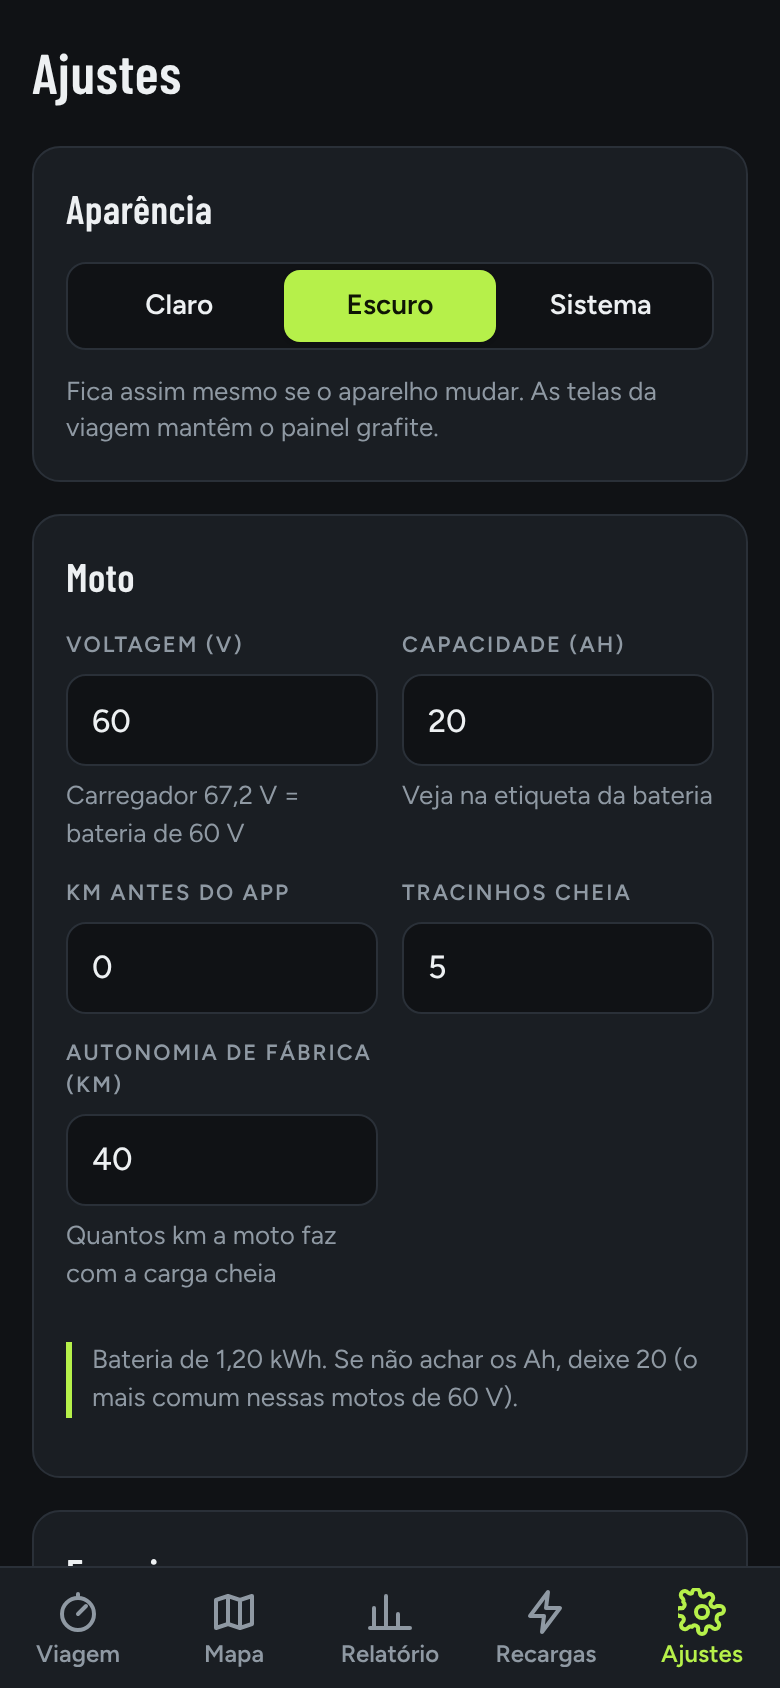 Ajustes
Aparência
Claro
Escuro
Sistema
Fica assim mesmo se o aparelho mudar. As telas da
viagem mantêm o painel grafite.
Moto
VOLTAGEM (V)
CAPACIDADE (AH)
60
20
Carregador 67,2 V =
bateria de 60 V
Veja na etiqueta da bateria
KM ANTES DO APP
TRACINHOS CHEIA
0
5
AUTONOMIA DE FÁBRICA
(KM)
40
Quantos km a moto faz
com a carga cheia
Bateria de 1,20 kWh. Se não achar os Ah, deixe 20 (o
mais comum nessas motos de 60 V).
Viagem
Mapa
Relatório
Recargas
Ajustes